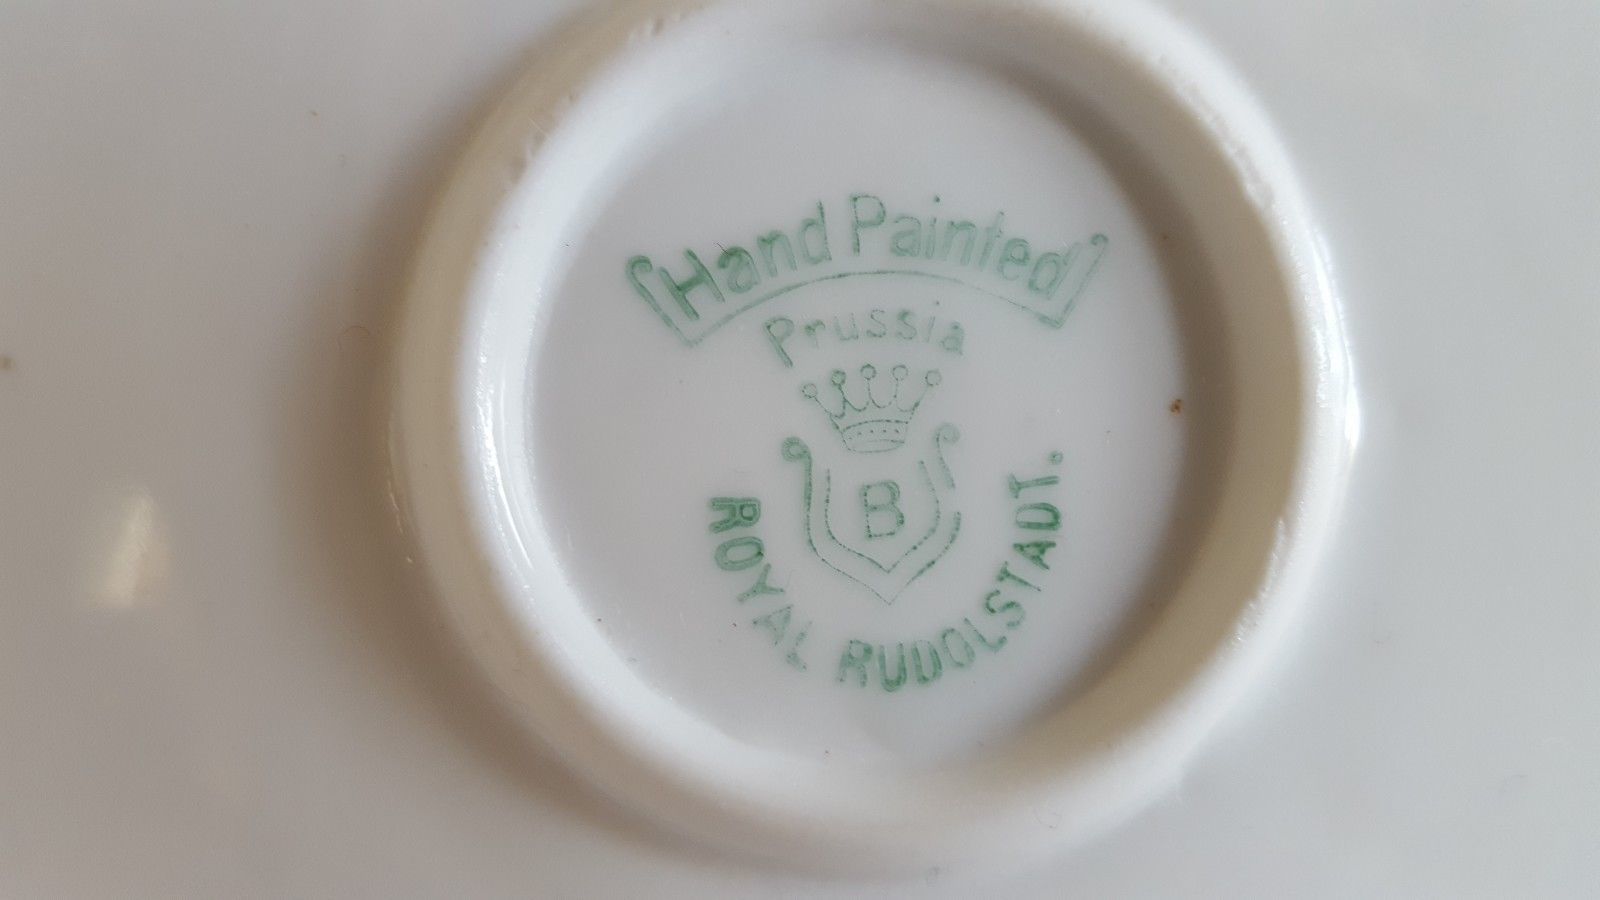 Hand Painted
Prussia
B
ROYAL RUDOLSTADT.